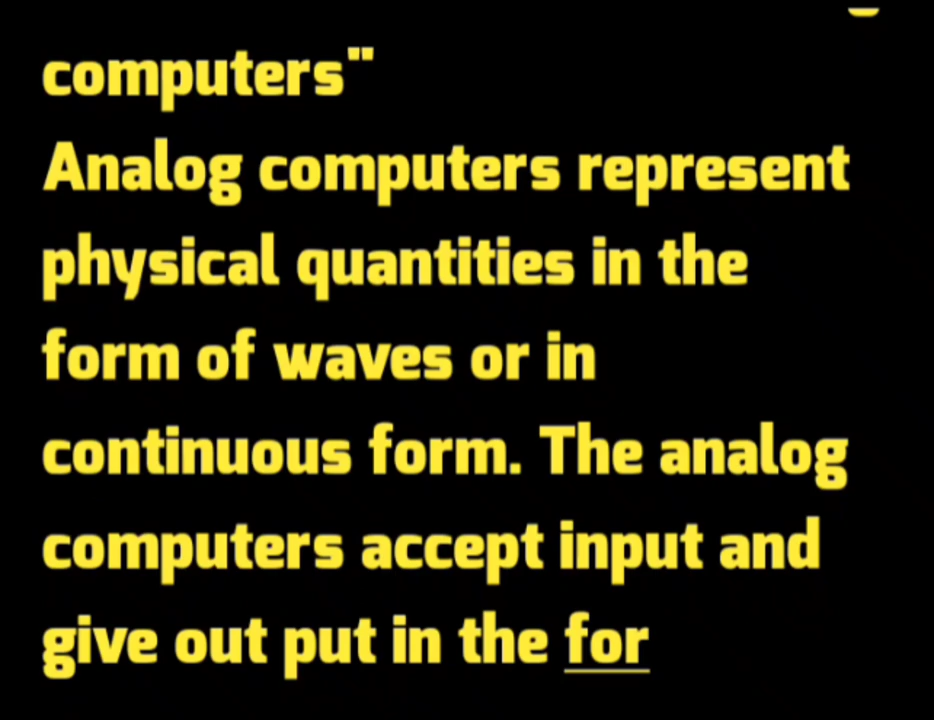 computers"
Analog computers represent
physical quantities in the
form of waves or in
continuous form. The analog
computers accept input and
give out put in the for